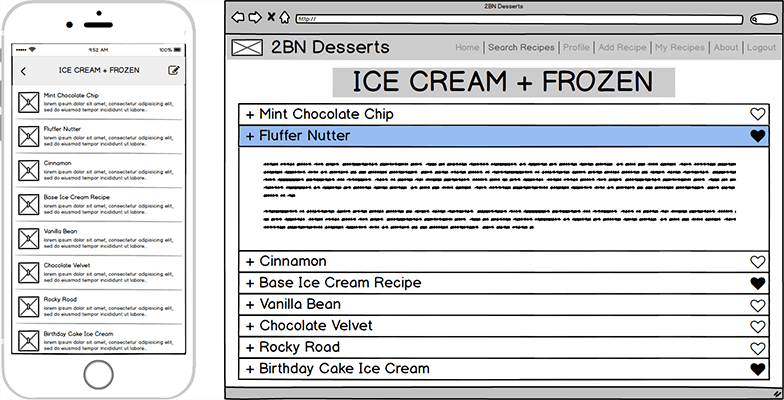 9:52 AM
100%
ICE CREAM + FROZEN
Mint Chocolate Chip
lorem ipsum dolor sit amet, consectetur adipisicing elit,
sed do eiusmod tempor incididunt ut labore..
Fluffer Nutter
lorem ipsum dolor sit amet, consectetur adipisicing elit,
sed do eiusmod tempor incididunt ut labore..
Cinnamon
lorem ipsum dolor sit amet, consectetur adipisicing elit,
sed do eiusmod tempor incididunt ut labore..
Base Ice Cream Recipe
lorem ipsum dolor sit amet, consectetur adipisicing elit,
sed do eiusmod tempor incididunt ut labore..
Vanilla Bean
lorem ipsum dolor sit amet, consectetur adipisicing elit,
sed do eiusmod tempor incididunt ut labore..
Chocolate Velvet
lorem ipsum dolor sit amet, consectetur adipisicing elit,
sed do eiusmod tempor incididunt ut labore..
Rocky Road
lorem ipsum dolor sit amet, consectetur adipisicing elit,
sed do eiusmod tempor incididunt ut labore..
Birthday Cake Ice Cream
lorem ipsum dolor sit amet, consectetur adipisicing elit,
sed do eiusmod tempor incididunt ut labore..
2BN Desserts
http://
2BN Desserts
Home | Search Recipes | Profile | Add Recipe | My Recipes | About | Logout
ICE CREAM + FROZEN
+ Mint Chocolate Chip
+ Fluffer Nutter
+ Cinnamon
+ Base Ice Cream Recipe
+ Vanilla Bean
+ Chocolate Velvet
+ Rocky Road
+ Birthday Cake Ice Cream